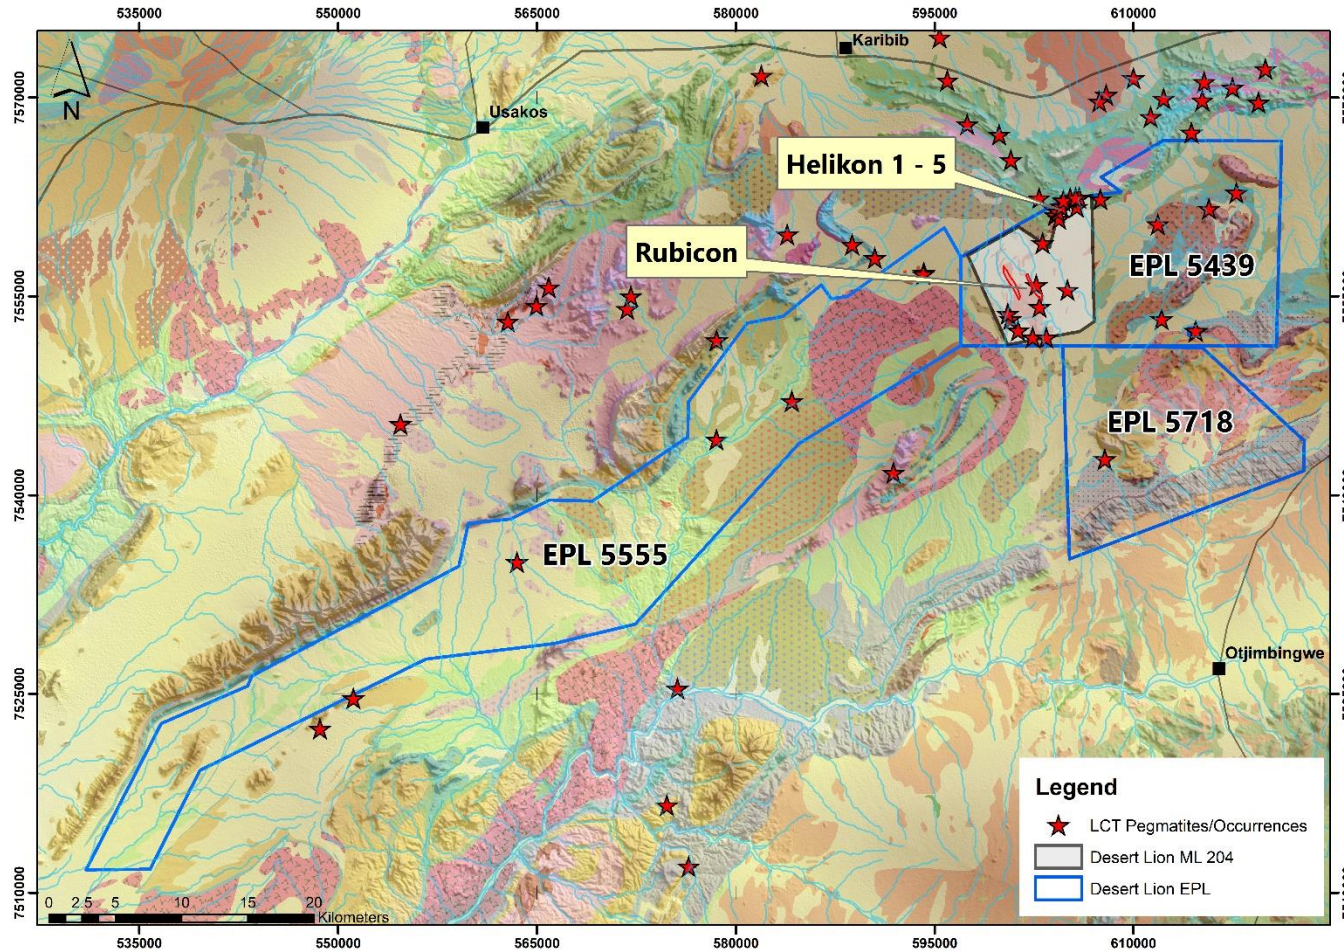 535000 550000 565000 580000 595000 610000
Karibib
7570000
N
Usakos
Helikon 1 - 5
Rubicon
EPL 5439
7555000
EPL 5718
7540000
EPL 5555
Otjimbingwe
7525000
Legend
LCT Pegmatites/Occurrences
Desert Lion ML 204
Desert Lion EPL
7510000
0 2.5 5 10 15 20
Kilometers
535000 550000 565000 580000 595000 610000